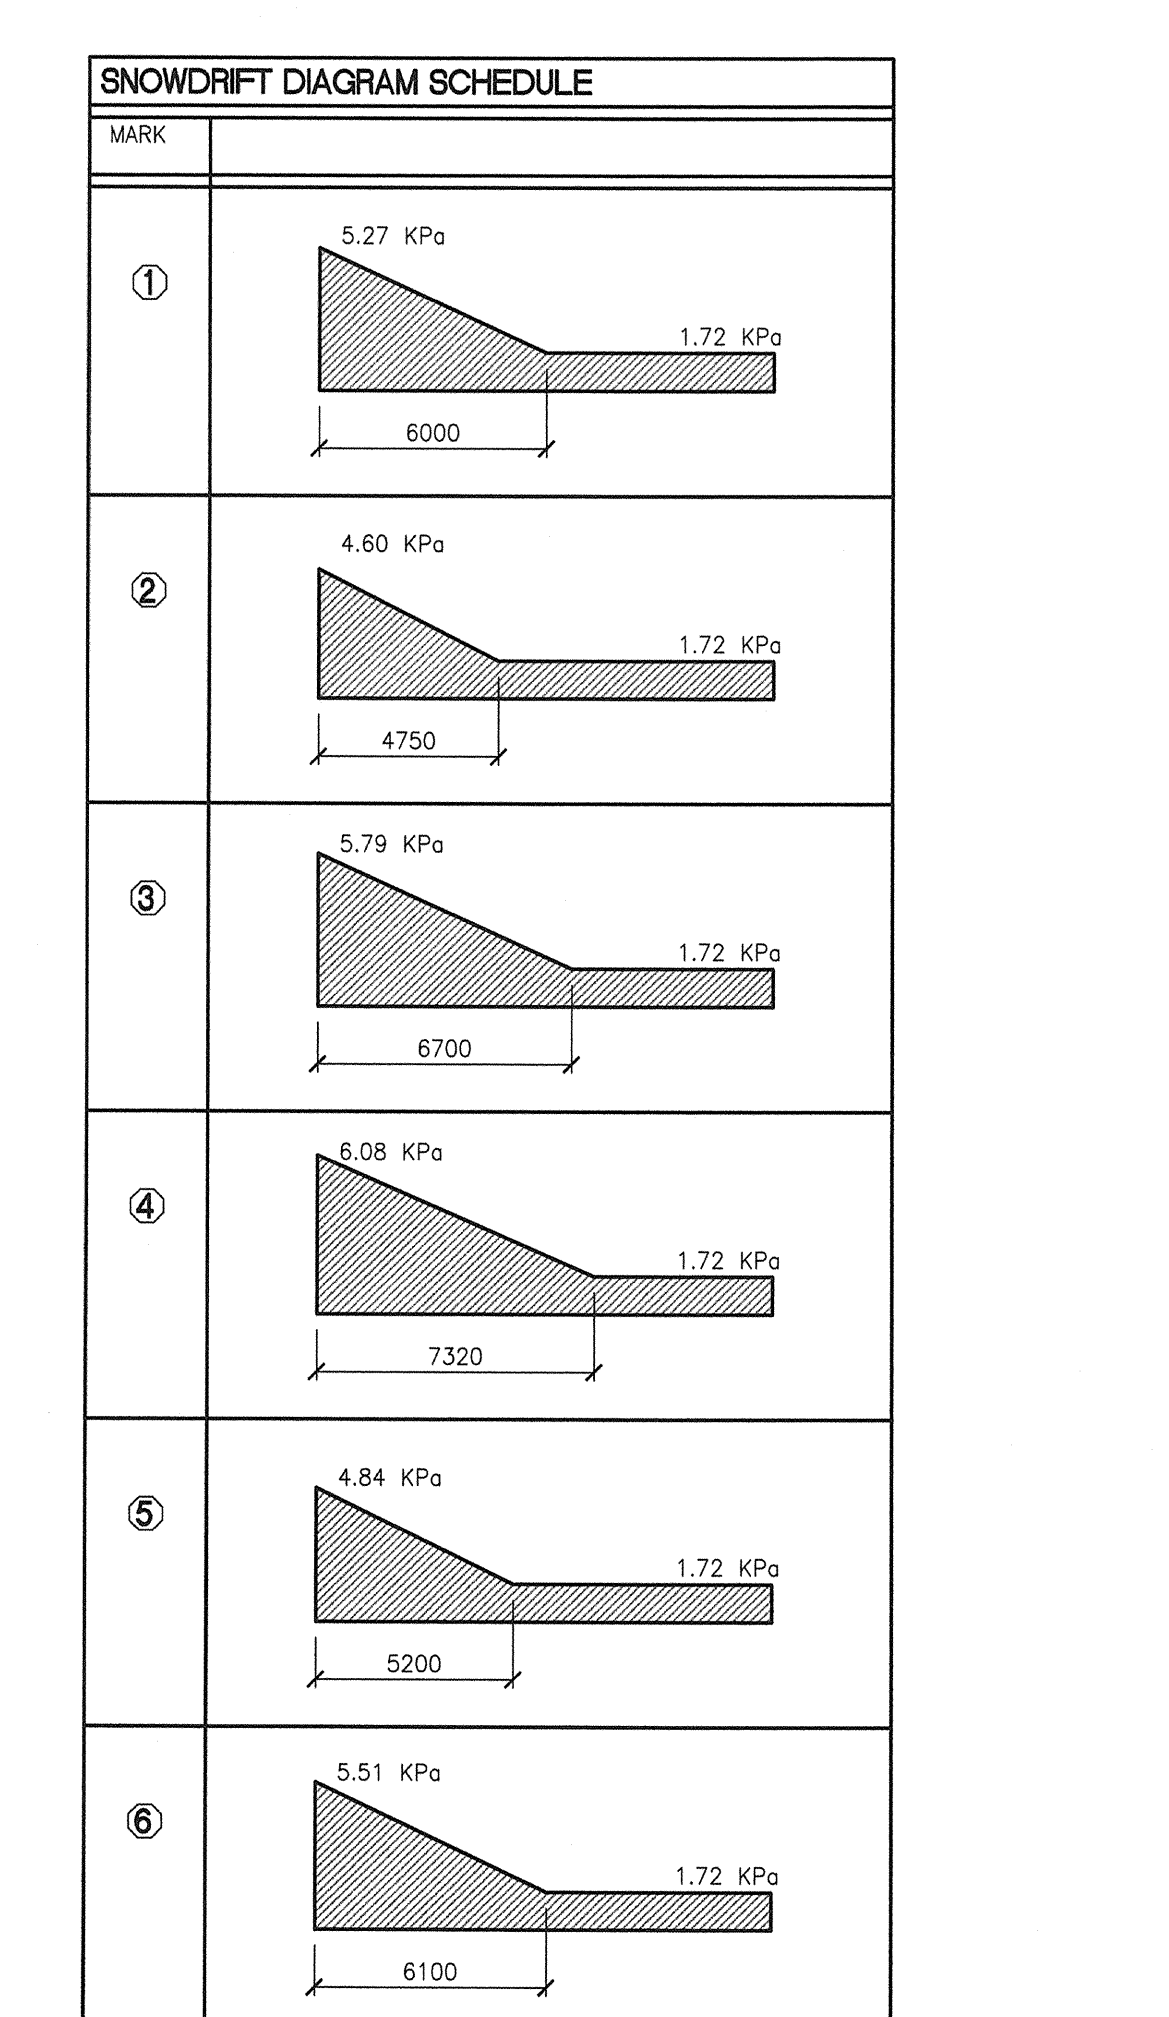 SNOWDRIFT DIAGRAM SCHEDULE
MARK
1
5.27 KPa
1.72 KPa
6000
2
4.60 KPa
1.72 KPa
4750
3
5.79 KPa
1.72 KPa
6700
4
6.08 KPa
1.72 KPa
7320
5
4.84 KPa
1.72 KPa
5200
6
5.51 KPa
1.72 KPa
6100